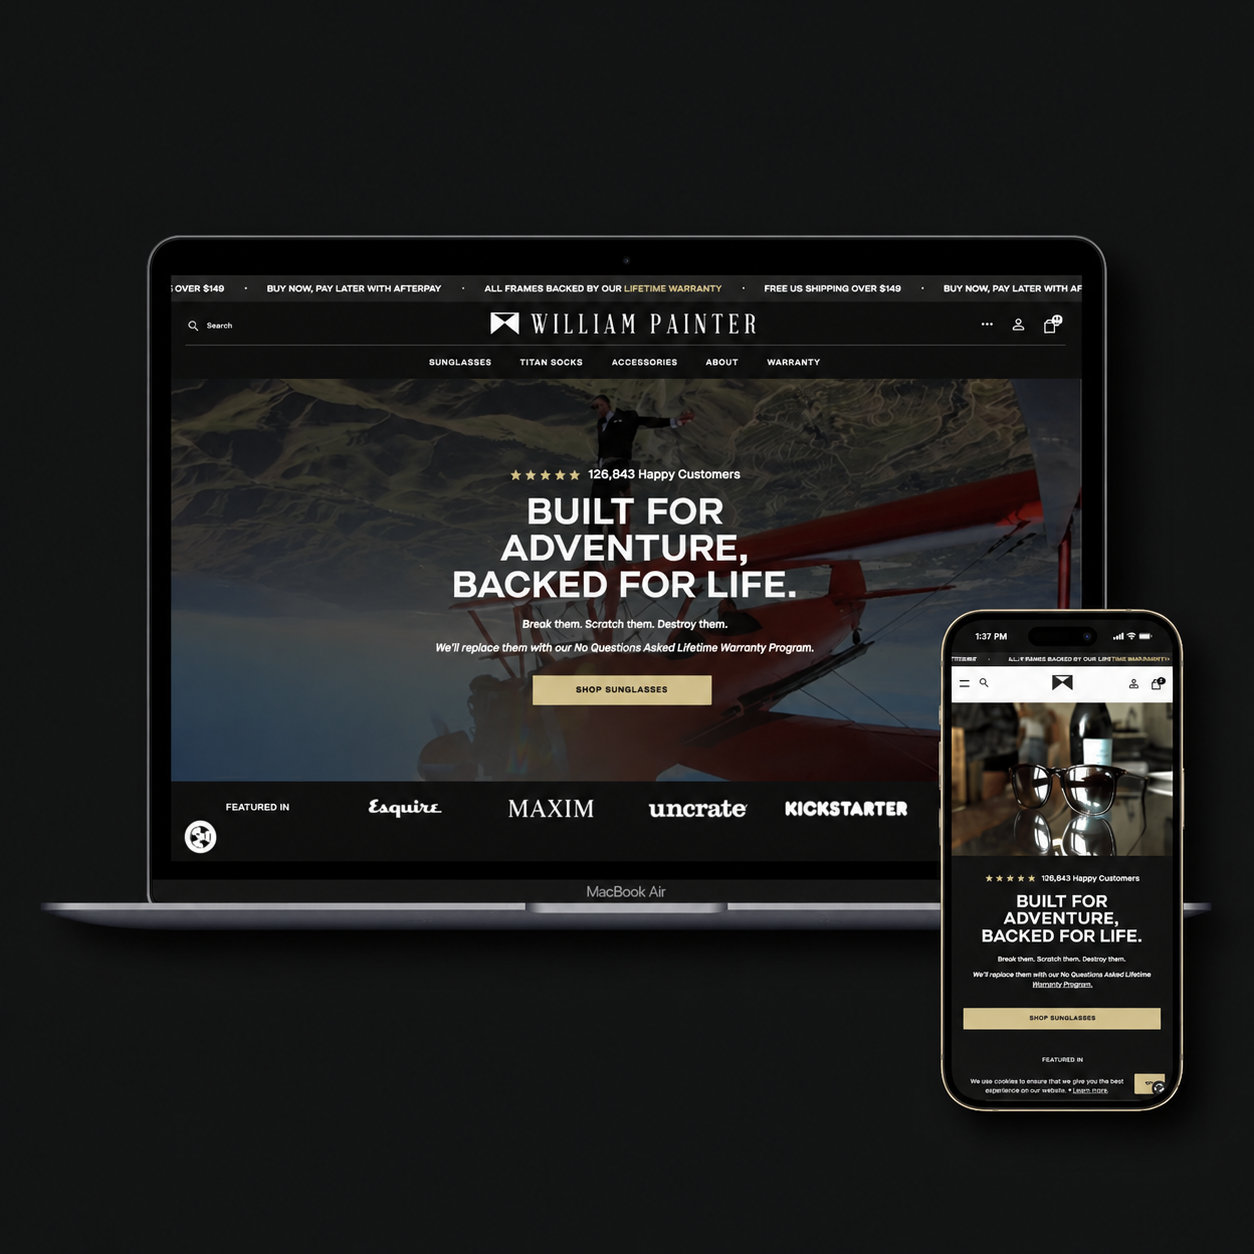 OVER $149 • BUY NOW, PAY LATER WITH AFTERPAY • ALL FRAMES BACKED BY OUR LIFETIME WARRANTY • FREE US SHIPPING OVER $149 • BUY NOW, PAY LATER WITH AF
Search
WILLIAM PAINTER
SUNGLASSES TITAN SOCKS ACCESSORIES ABOUT WARRANTY
126,843 Happy Customers
BUILT FOR
ADVENTURE,
BACKED FOR LIFE.
Break them. Scratch them. Destroy them.
We'll replace them with our No Questions Asked Lifetime Warranty Program.
SHOP SUNGLASSES
FEATURED IN Esquire MAXIM uncrate KICKSTARTER
MacBook Air
1:37 PM
BACKED BY OUR
126,843 Happy Customers
BUILT FOR
ADVENTURE,
BACKED FOR LIFE.
Break them. Scratch them. Destroy them.
We'll replace them with our No Questions Asked Lifetime
Warranty Program.
SHOP SUNGLASSES
FEATURED IN
We use cookies to ensure that we give you the best
experience on our website. • Learn more.